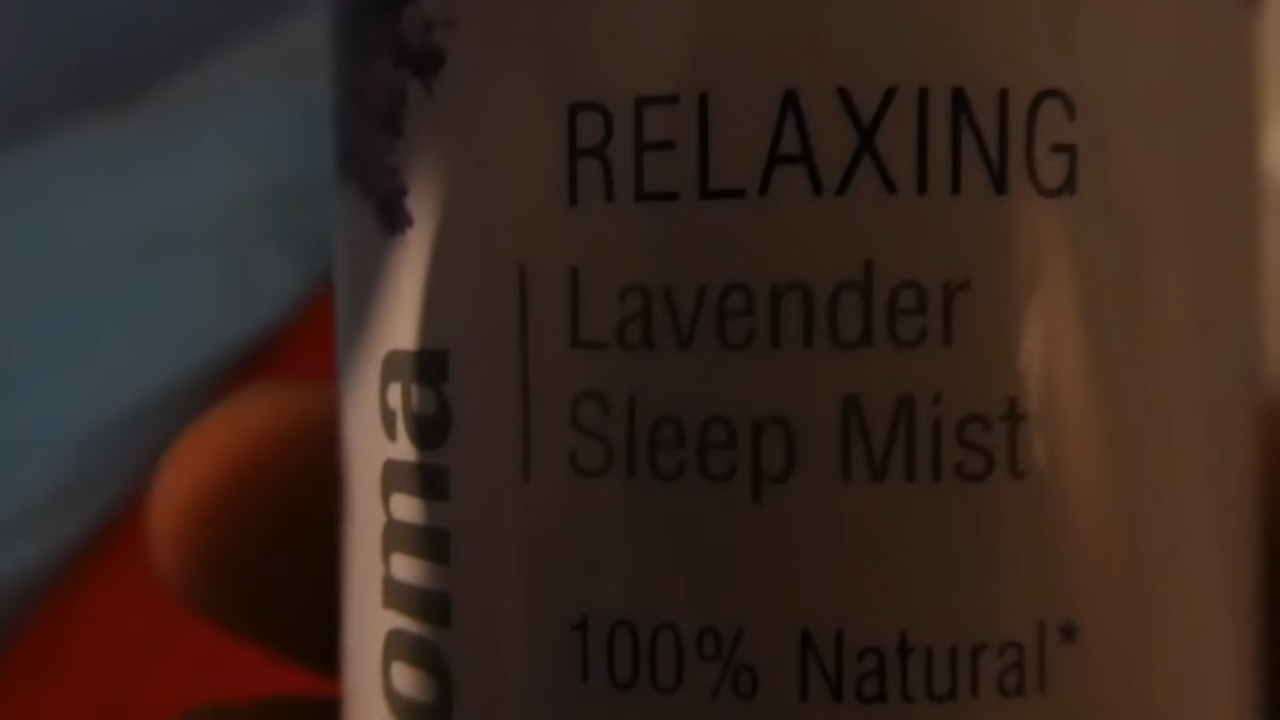 RELAXING
Lavender
Sleep Mist
100% Natural*
oma